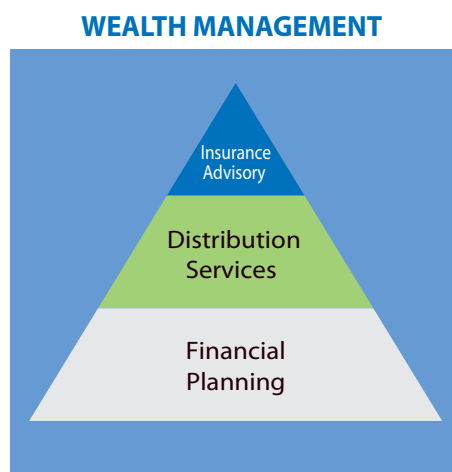 WEALTH MANAGEMENT
Insurance
Advisory
Distribution
Services
Financial
Planning